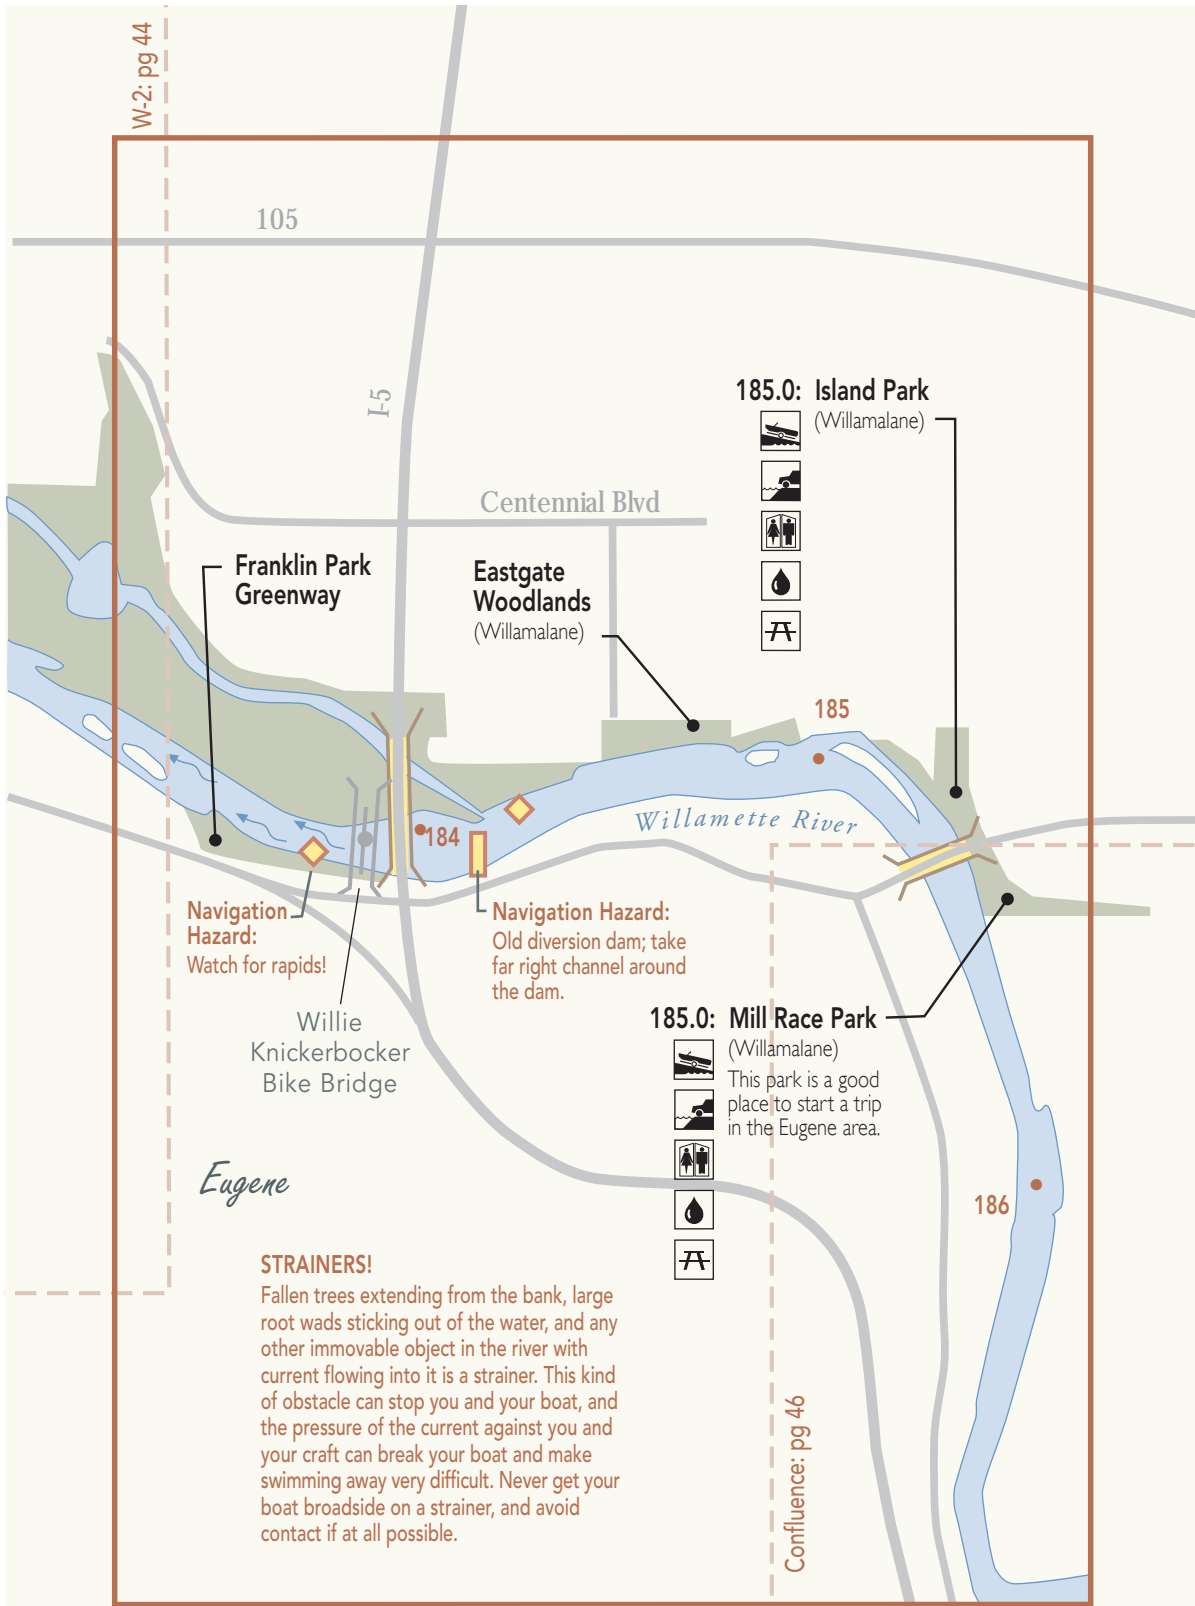 W-2: pg 44
105
I-5
185.0: Island Park
(Willamalane)
Centennial Blvd
Franklin Park
Greenway
Eastgate
Woodlands
(Willamalane)
185
Willamette River
184
Navigation
Hazard:
Watch for rapids!
Navigation Hazard:
Old diversion dam; take
far right channel around
the dam.
Willie
Knickerbocker
Bike Bridge
185.0: Mill Race Park
(Willamalane)
This park is a good
place to start a trip
in the Eugene area.
Eugene
186
STRAINERS!
Fallen trees extending from the bank, large
root wads sticking out of the water, and any
other immovable object in the river with
current flowing into it is a strainer. This kind
of obstacle can stop you and your boat, and
the pressure of the current against you and
your craft can break your boat and make
swimming away very difficult. Never get your
boat broadside on a strainer, and avoid
contact if at all possible.
Confluence: pg 46